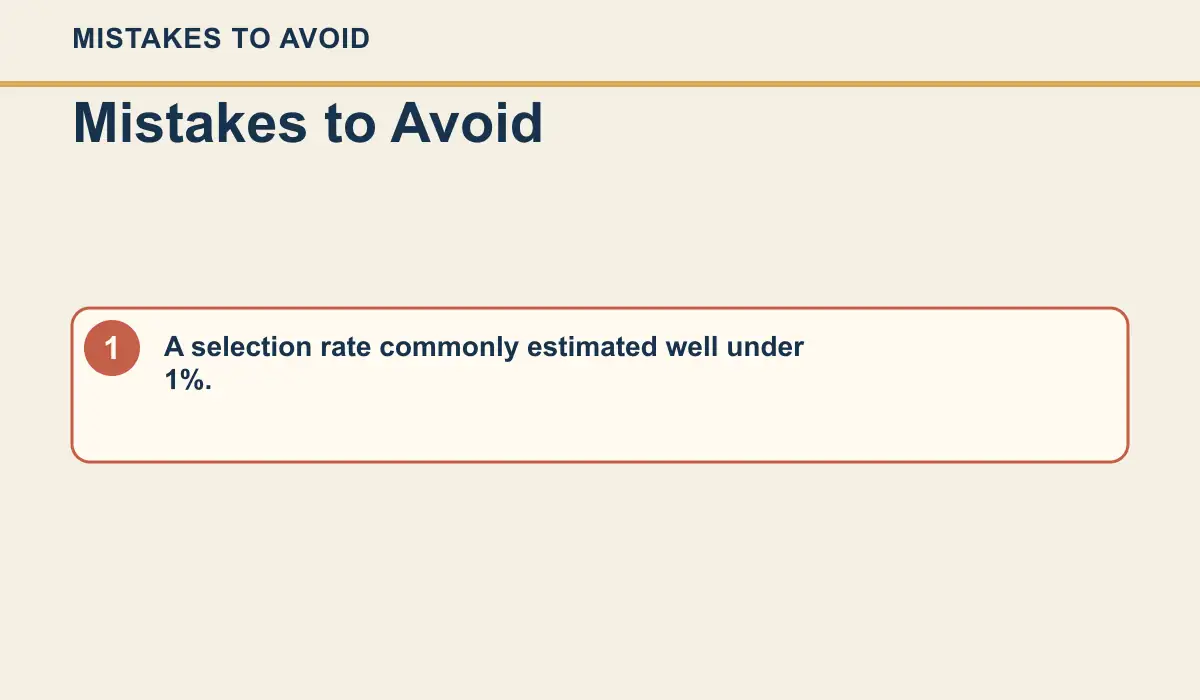 MISTAKES TO AVOID
Mistakes to Avoid
1
A selection rate commonly estimated well under
1%.